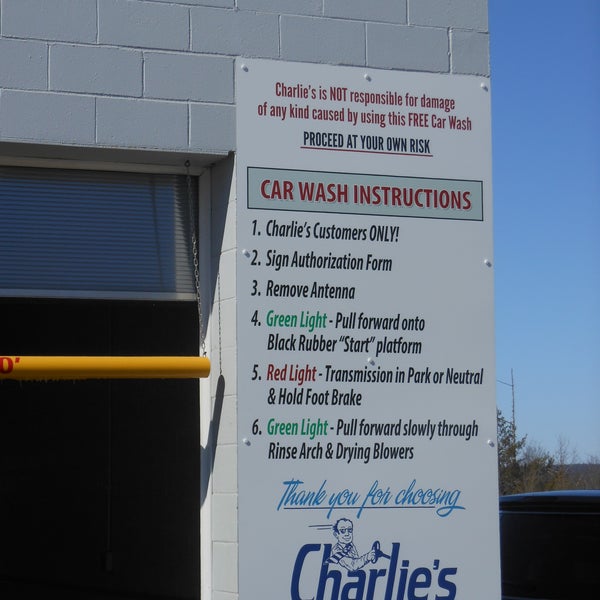 Charlie's is NOT responsible for damage
of any kind caused by using this FREE Car Wash
PROCEED AT YOUR OWN RISK
CAR WASH INSTRUCTIONS
1. Charlie's Customers ONLY!
2. Sign Authorization Form
3. Remove Antenna
4. Green Light - Pull forward onto
Black Rubber "Start" platform
5. Red Light - Transmission in Park or Neutral
& Hold Foot Brake
6. Green Light - Pull forward slowly through
Rinse Arch & Drying Blowers
Thank you for choosing
Charlie's